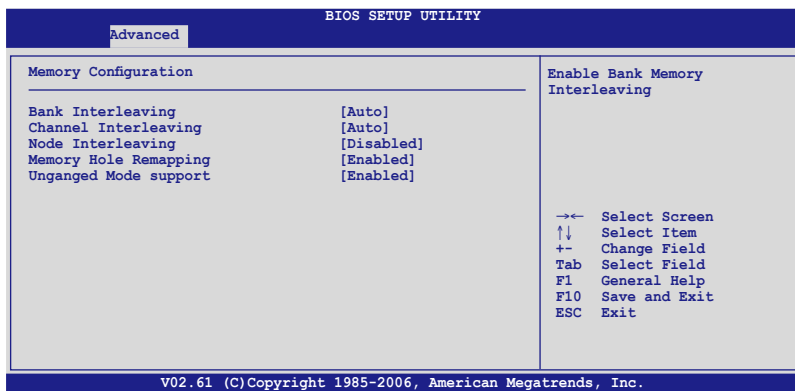 BIOS SETUP UTILITY
Advanced
Memory Configuration
Bank Interleaving [Auto]
Channel Interleaving [Auto]
Node Interleaving [Disabled]
Memory Hole Remapping [Enabled]
Unganged Mode support [Enabled]
Enable Bank Memory
Interleaving
→← Select Screen
↑↓ Select Item
+- Change Field
Tab Select Field
F1 General Help
F10 Save and Exit
ESC Exit
V02.61 (C)Copyright 1985-2006, American Megatrends, Inc.